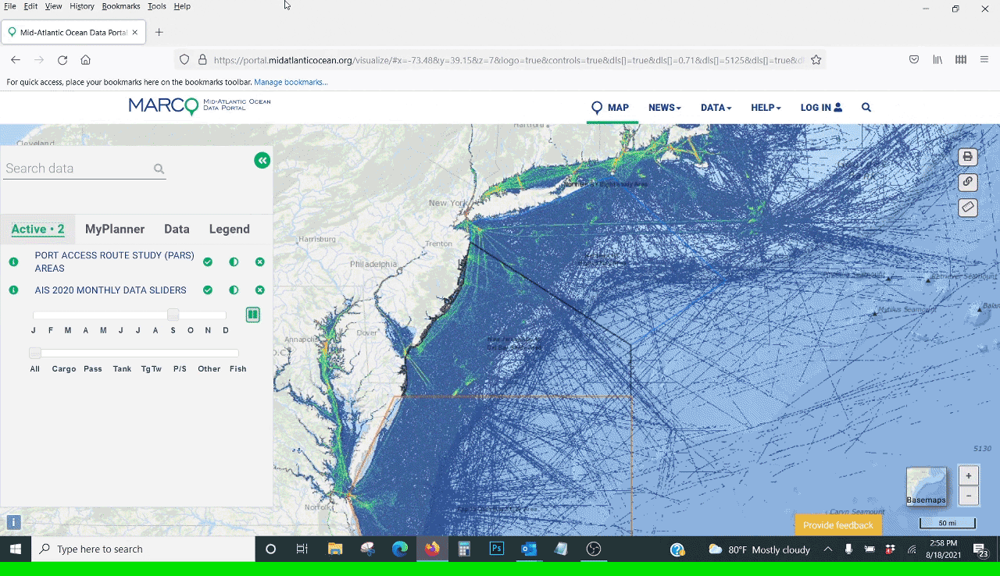 File Edit View History Bookmarks Tools Help
Mid-Atlantic Ocean Data Portal
https://portal.midatlanticocean.org/visualize/#x=-73.48&y=39.15&z=7&logo=true&controls=true&dls[]=true&dls[]=0.71&dls[]=5125&dls[]=true&d
For quick access, place your bookmarks here on the bookmarks toolbar. Manage bookmarks...
MARCO MID-ATLANTIC OCEAN
DATA PORTAL
MAP NEWS DATA HELP LOG IN
Hartford
Cleveland
Search data
New York
Active • 2 MyPlanner Data Legend
Harrisburg
Trenton
PORT ACCESS ROUTE STUDY (PARS)
AREAS
Philadelphia
Retriever Seamount
AIS 2020 MONTHLY DATA SLIDERS
Mytilus Seamount
J F M A M J J A S O N D
Dover
Annapolis
All Cargo Pass Tank TgTw P/S Other Fish
5130
Basemaps
+
-
Norfolk
Caryn Seamount
Provide feedback
50 mi
Type here to search
Ps
80°F Mostly cloudy
2:58 PM
8/18/2021
23